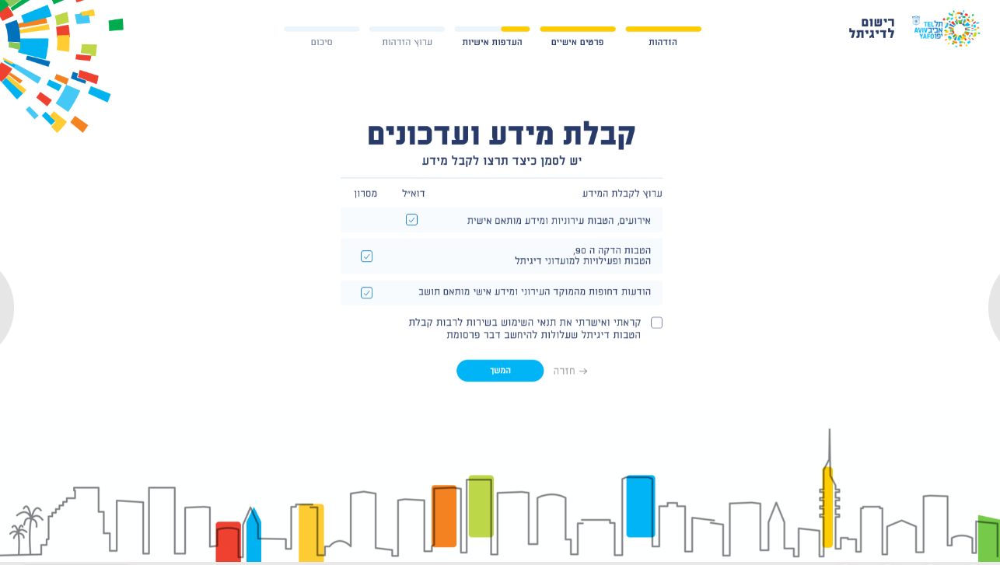 רישום
לדיגיתל
תל
אביב
יפו
TEL
AVIV
YAFO
הזדהות
פרטים אישיים
העדפות אישיות
ערוץ הזדהות
סיכום
קבלת מידע ועדכונים
יש לסמן כיצד תרצו לקבל מידע
ערוץ לקבלת המידע
דוא"ל
מסרון
אירועים, הטבות עירוניות ומידע מותאם אישית
הטבות הדקה ה 90,
הטבות ופעילויות למועדוני דיגיתל
הודעות דחופות מהמוקד העירוני ומידע אישי מותאם תושב
קראתי ואישרתי את תנאי השימוש בשירות לרבות קבלת
הטבות דיגיתל שעלולות להיחשב דבר פרסומת
→ חזרה
המשך